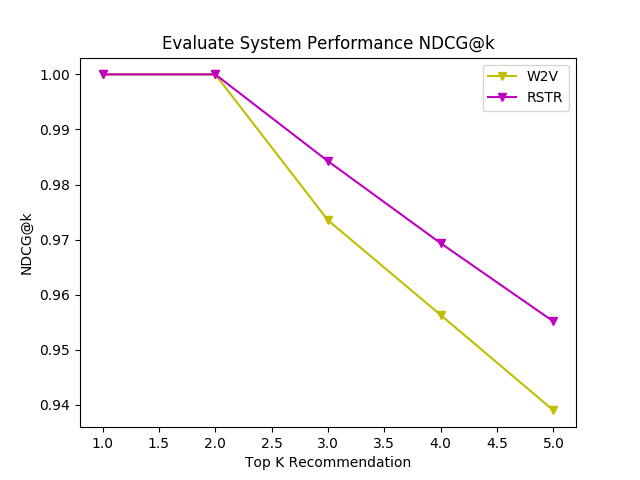 Evaluate System Performance NDCG@k
W2V
RSTR
1.00
0.99
0.98
0.97
0.96
0.95
0.94
NDCG@k
1.0 1.5 2.0 2.5 3.0 3.5 4.0 4.5 5.0
Top K Recommendation